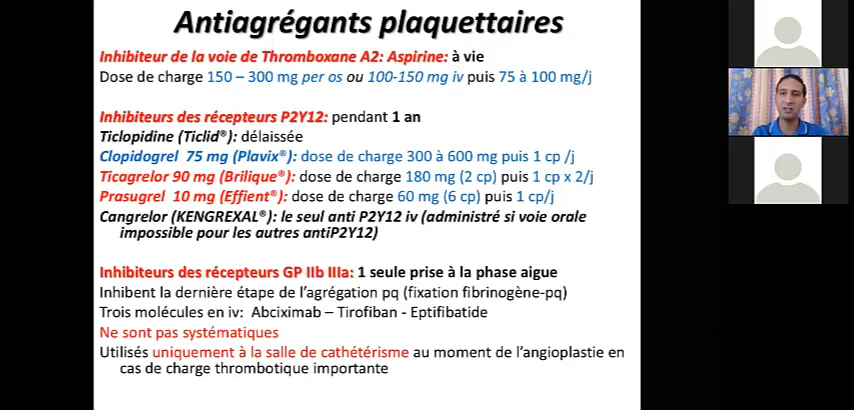 Antiagrégants plaquettaires
Inhibiteur de la voie de Thromboxane A2: Aspirine: à vie
Dose de charge 150 – 300 mg per os ou 100-150 mg iv puis 75 à 100 mg/j
Inhibiteurs des récepteurs P2Y12: pendant 1 an
Ticlopidine (Ticlid®): délaissée
Clopidogrel 75 mg (Plavix®): dose de charge 300 à 600 mg puis 1 cp /j
Ticagrelor 90 mg (Brilique®): dose de charge 180 mg (2 cp) puis 1 cp x 2/j
Prasugrel 10 mg (Effient®): dose de charge 60 mg (6 cp) puis 1 cp/j
Cangrelor (KENGREXAL®): le seul anti P2Y12 iv (administré si voie orale
impossible pour les autres antiP2Y12)
Inhibiteurs des récepteurs GP IIb IIIa: 1 seule prise à la phase aigue
Inhibent la dernière étape de l'agrégation pq (fixation fibrinogène-pq)
Trois molécules en iv: Abciximab – Tirofiban - Eptifibatide
Ne sont pas systématiques
Utilisés uniquement à la salle de cathétérisme au moment de l'angioplastie en
cas de charge thrombotique importante